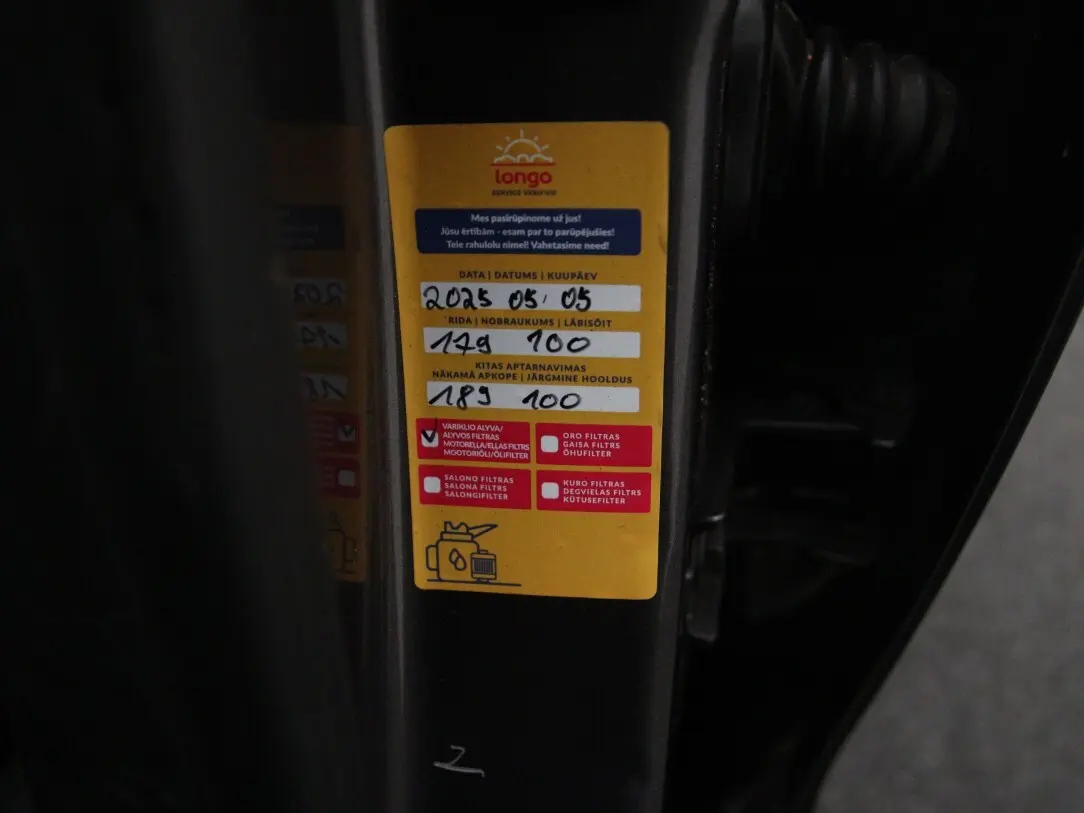 longo
Mes pasirūpinome už jus!
Jūsu ērtībām - esam par to parūpējušies!
Teie rahulolu nimel! Vahetasime need!
DATA | DATUMS | KUUPÄEV
2025 05 05
RIDA | NOBRAUKUMS | LÄBISÕIT
179 100
KITAS APTARNAVIMAS
NĀKAMĀ APKOPE | JÄRGMINE HOOLDUS
189 100
VARIKLIO ALYVA/
ALYVOS FILTRAS
MOTOREĻĻA/EĻĻAS FILTRS
MOOTORIÕLI/ÕLIFILTER
ORO FILTRAS
GAISA FILTRS
ÕHUFILTER
SALONO FILTRAS
SALONA FILTRS
SALONGIFILTER
KURO FILTRAS
DEGVIELAS FILTRS
KÜTUSEFILTER
2